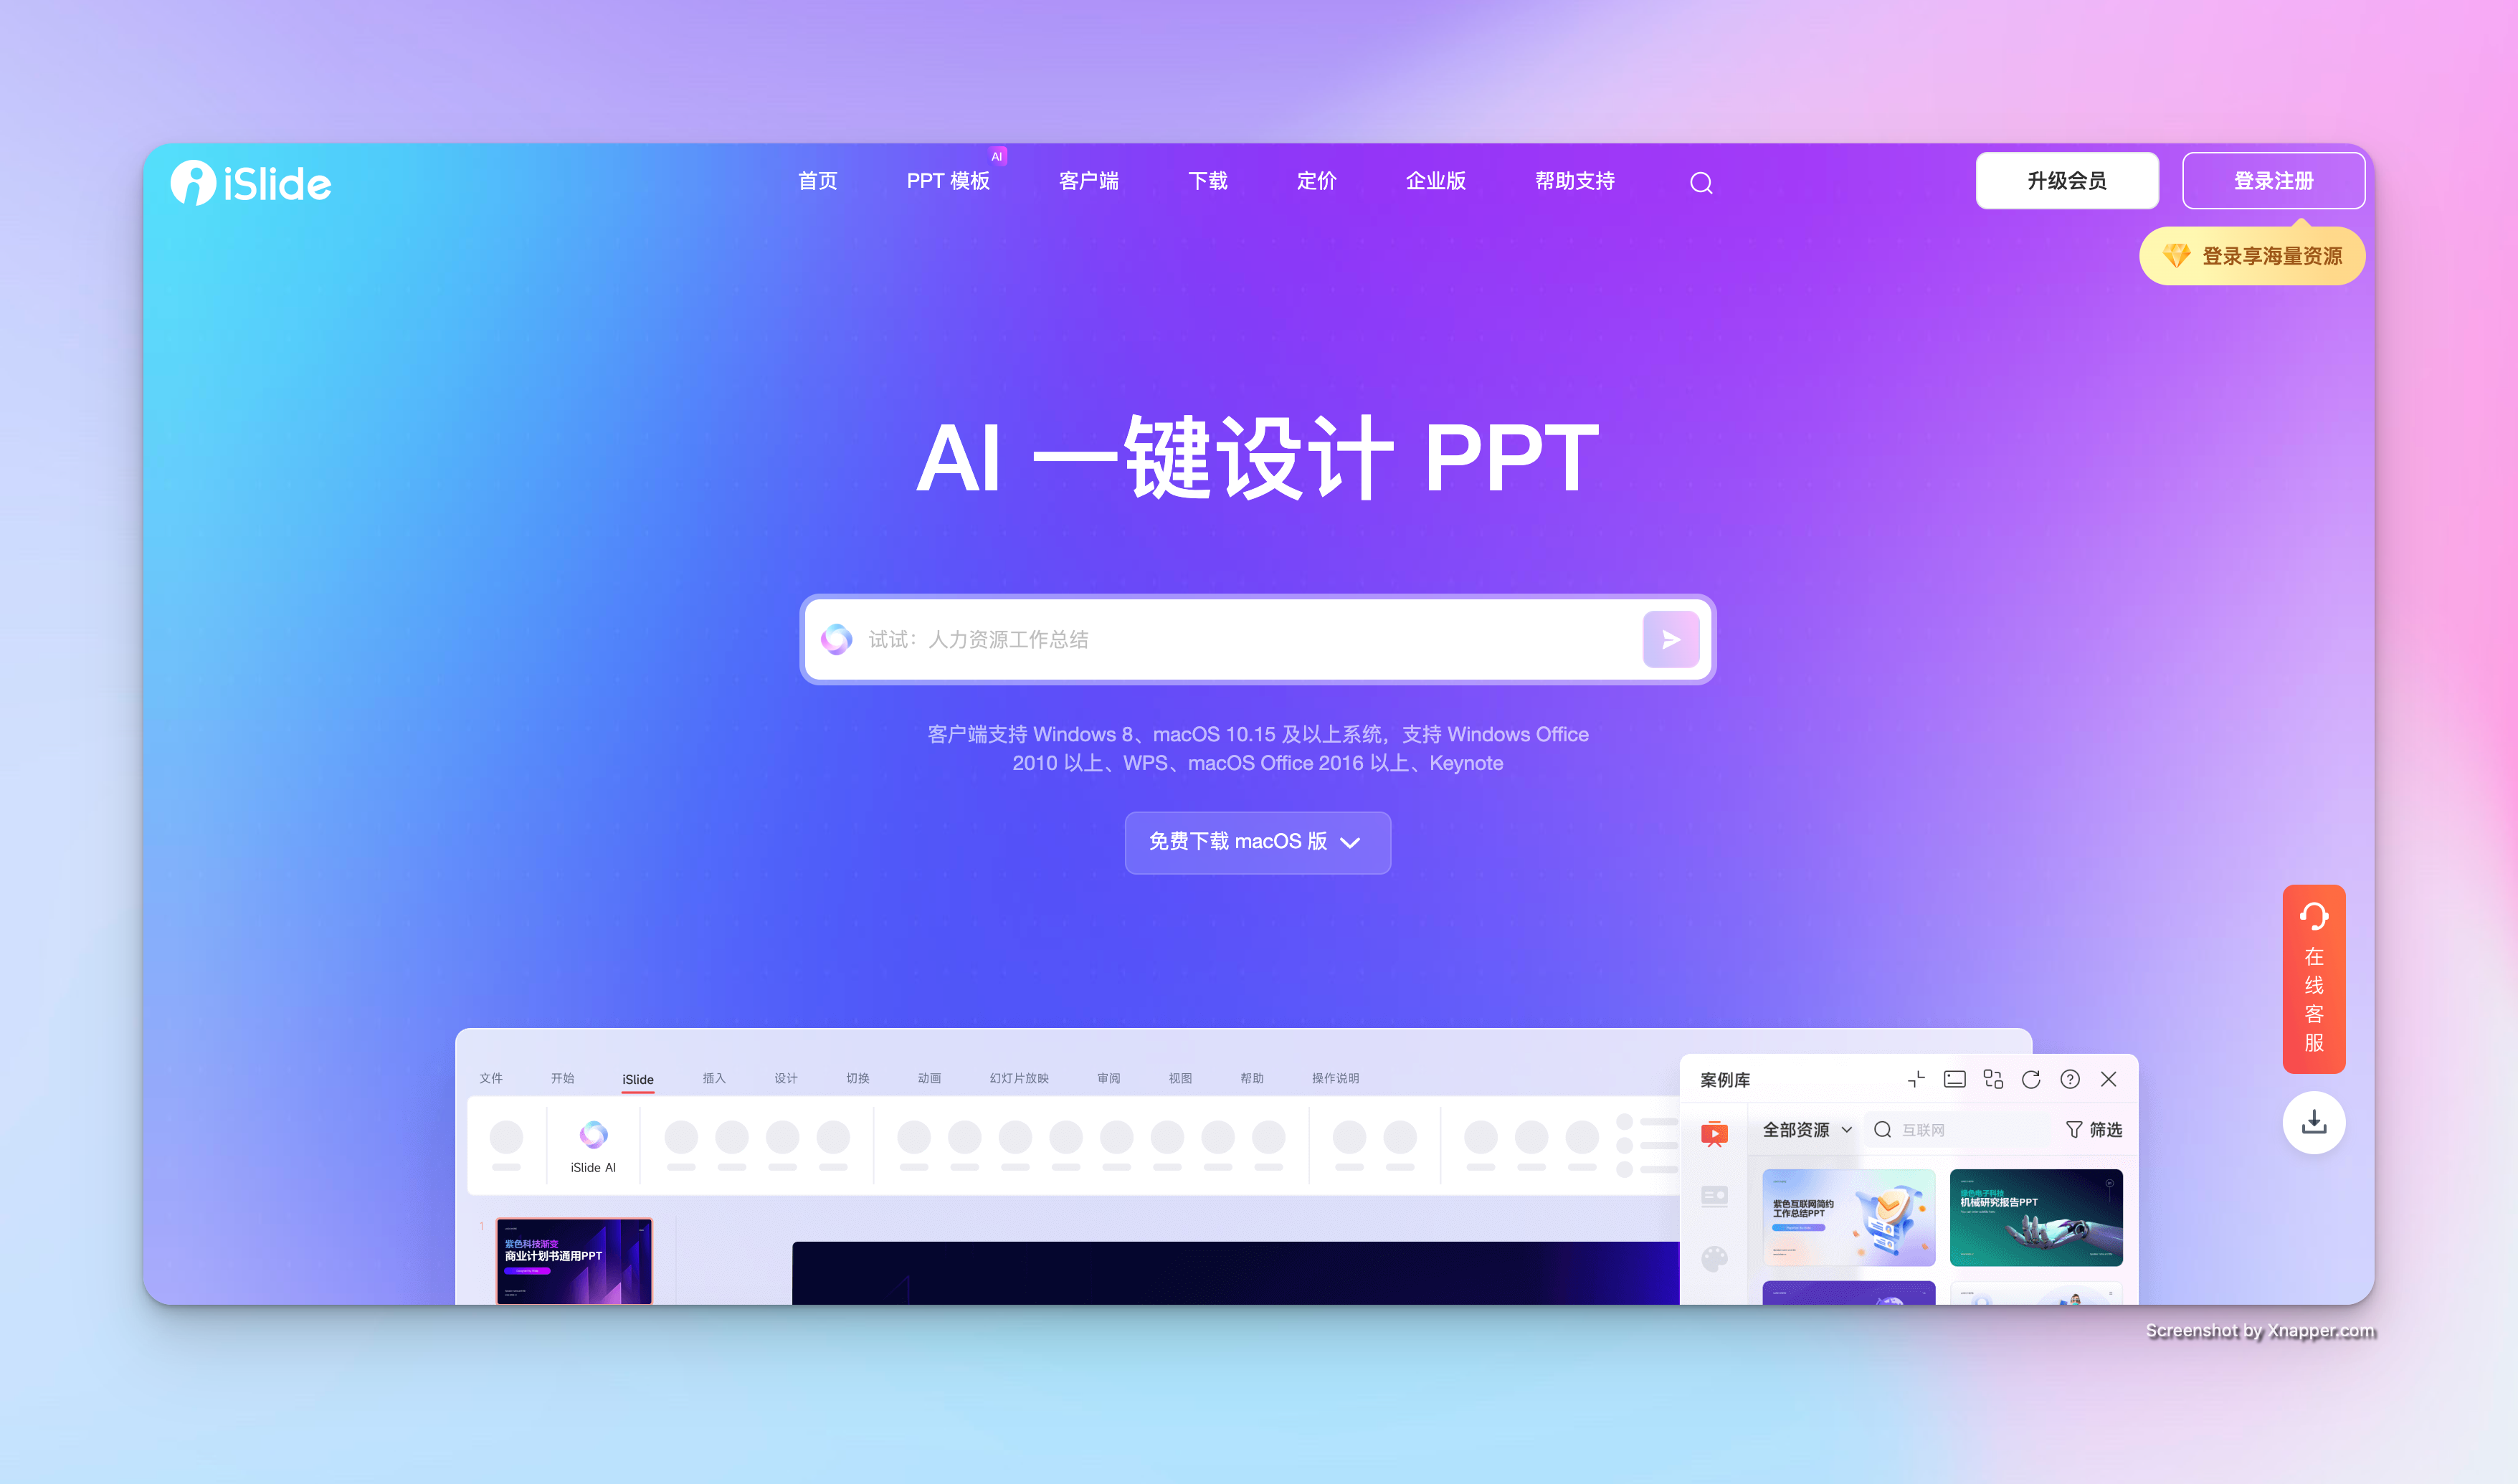 iSlide
首页
PPT 模板
AI
客户端
下载
定价
企业版
帮助支持
升级会员
登录注册
登录享海量资源
AI 一键设计 PPT
试试：人力资源工作总结
客户端支持 Windows 8、macOS 10.15 及以上系统，支持 Windows Office
2010 以上、WPS、macOS Office 2016 以上、Keynote
免费下载 macOS 版
在线客服
文件
开始
iSlide
插入
设计
切换
动画
幻灯片放映
审阅
视图
帮助
操作说明
iSlide AI
1
紫色科技渐变
商业计划书通用PPT
案例库
全部资源
互联网
筛选
紫色互联网简约
工作总结PPT
绿色电子科技
机械研究报告PPT
Screenshot by Xnapper.com